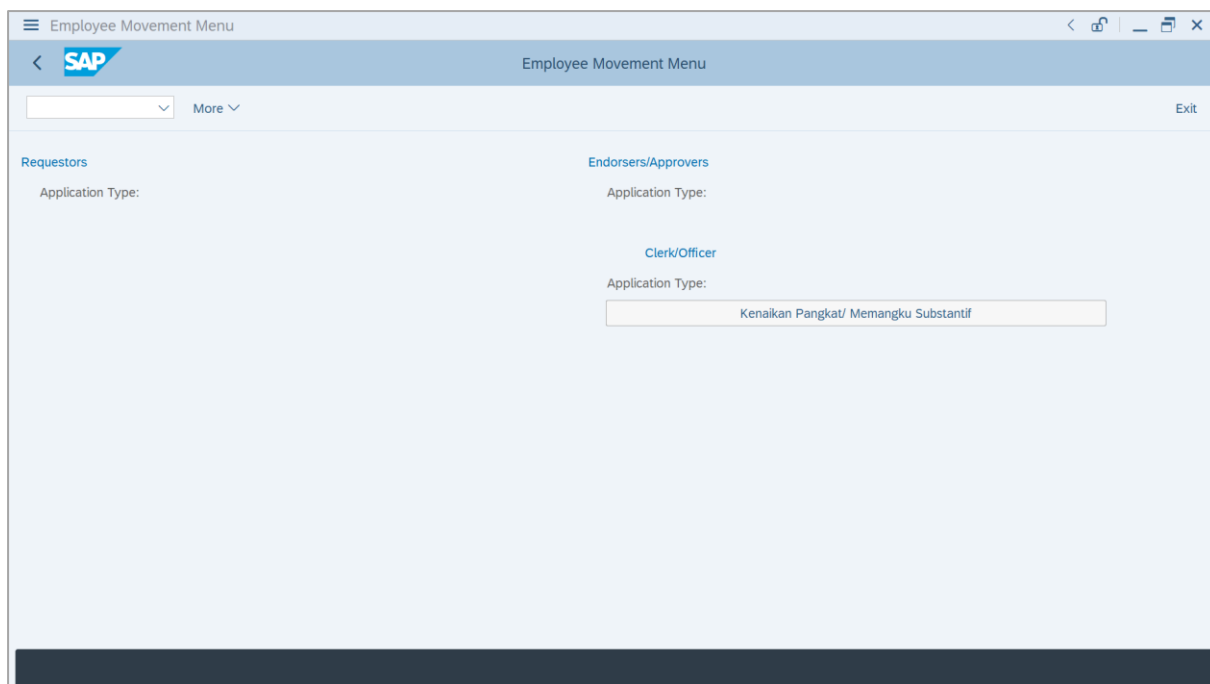 Employee Movement Menu
SAP
Employee Movement Menu
More
Exit
Requestors
Application Type:
Endorsers/Approvers
Application Type:
Clerk/Officer
Application Type:
Kenaikan Pangkat/ Memangku Substantif